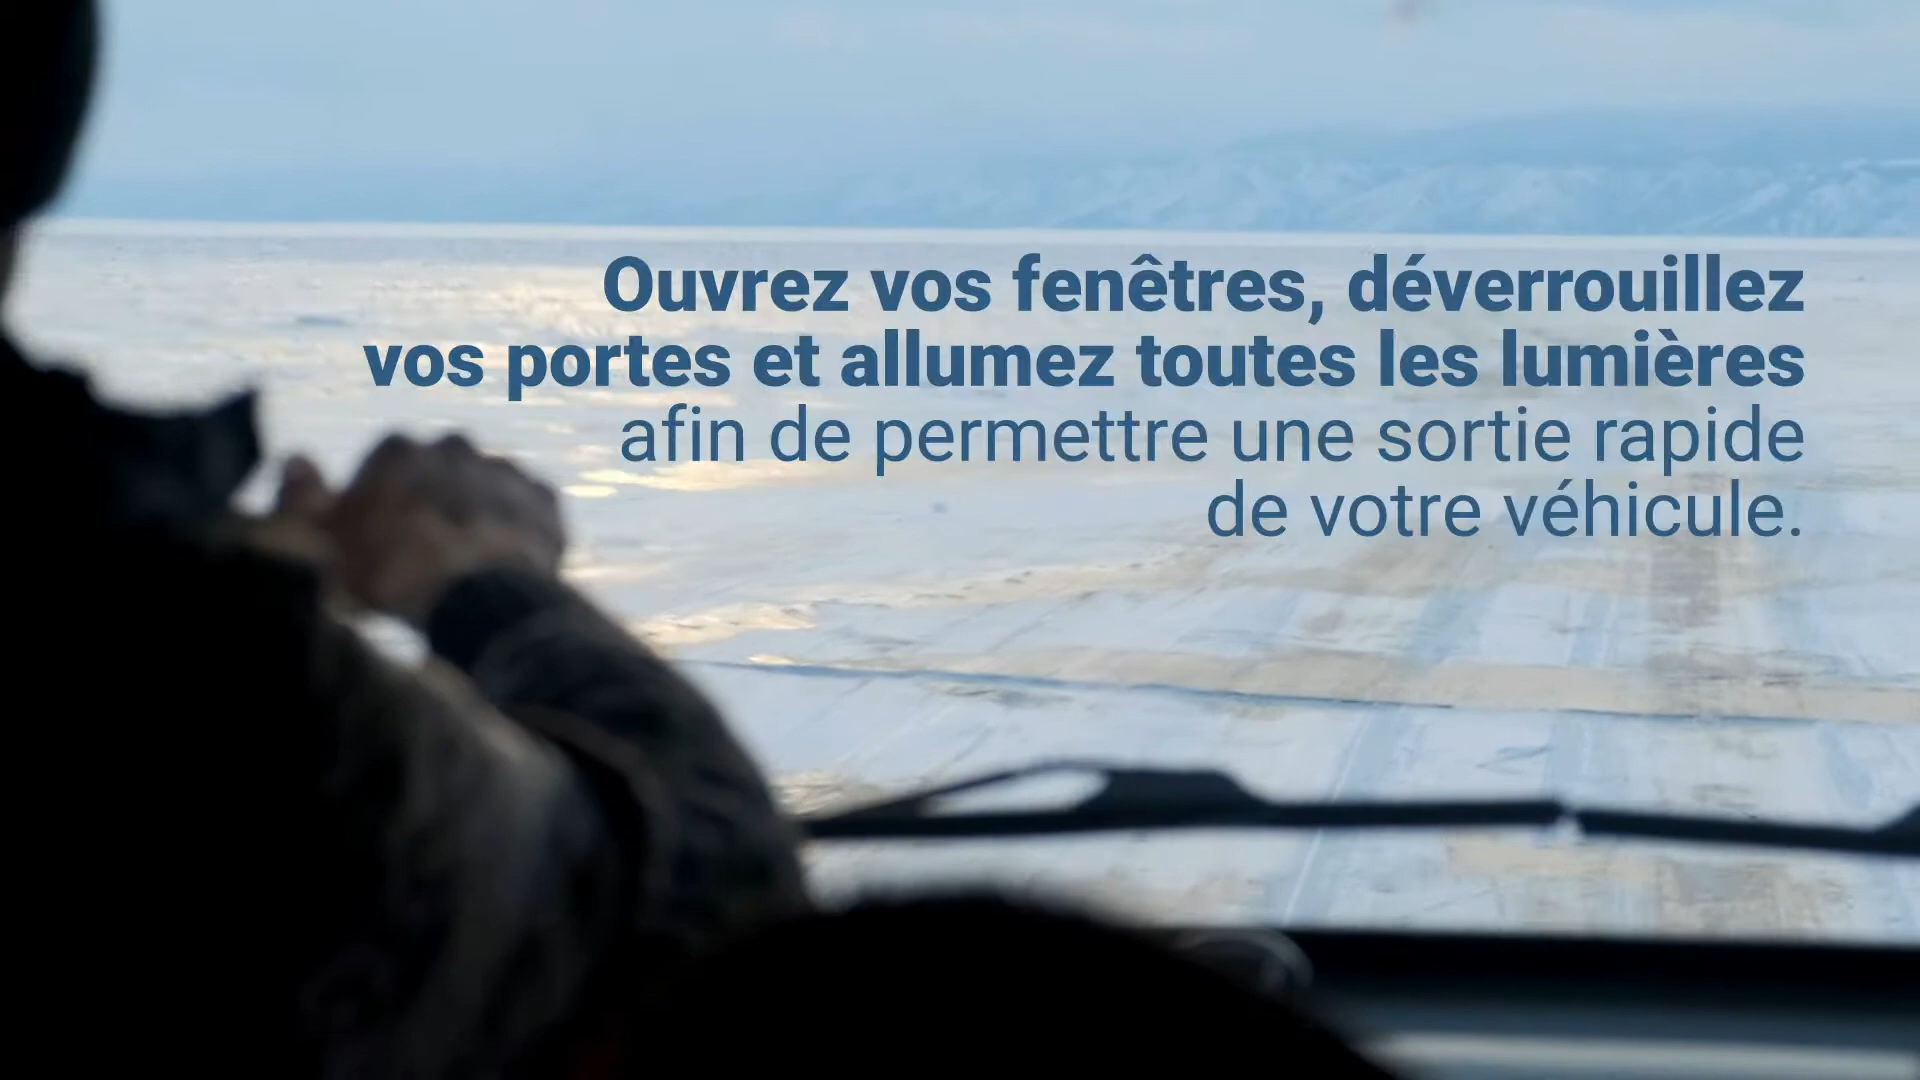 Ouvrez vos fenêtres, déverrouillez
vos portes et allumez toutes les lumières
afin de permettre une sortie rapide
de votre véhicule.